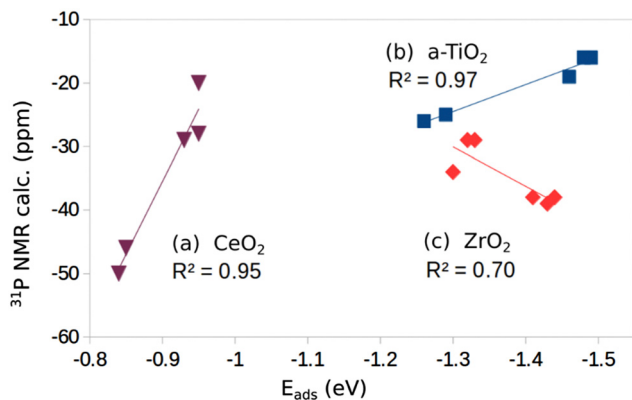 -10
-20
-30
-40
-50
-60
³¹P NMR calc. (ppm)
(b) a-TiO₂
R² = 0.97
(a) CeO₂
R² = 0.95
(c) ZrO₂
R² = 0.70
-0.8 -0.9 -1 -1.1 -1.2 -1.3 -1.4 -1.5
E_ads (eV)